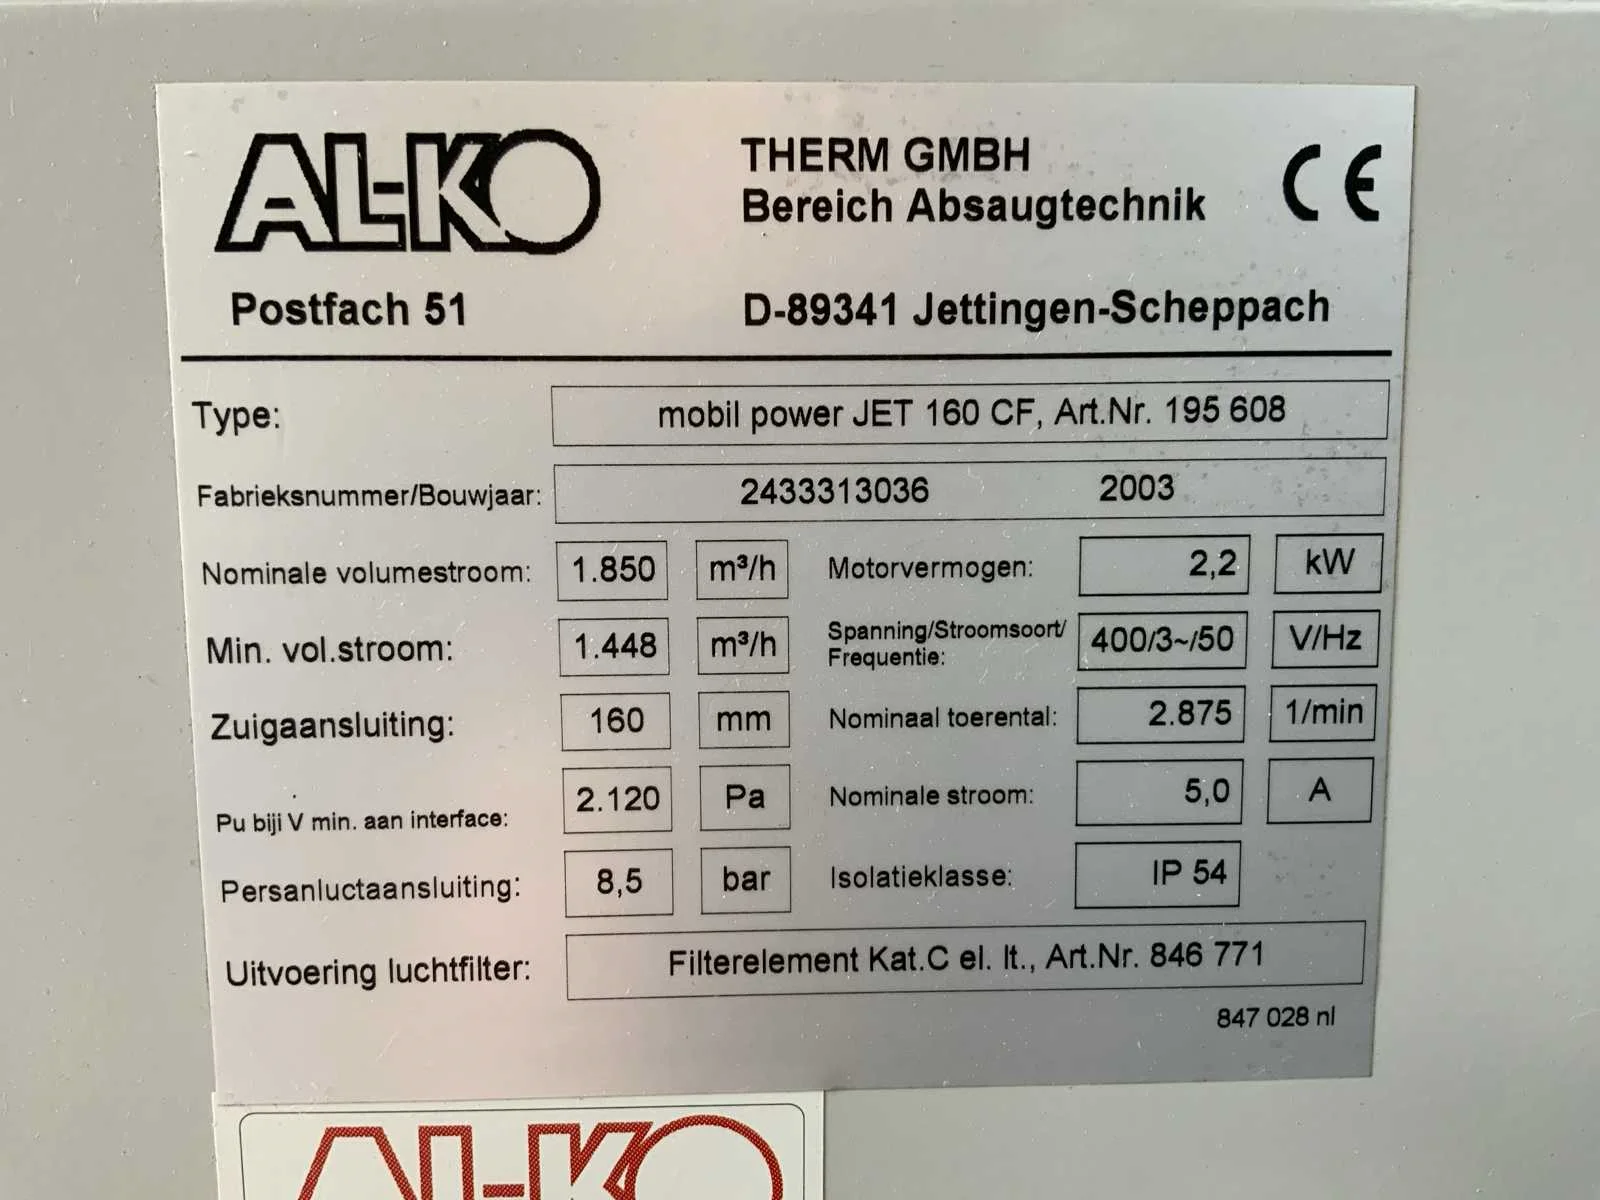 AL-KO
THERM GMBH
Bereich Absaugtechnik
CE
Postfach 51
D-89341 Jettingen-Scheppach
Type: mobil power JET 160 CF, Art.Nr. 195 608
Fabrieksnummer/Bouwjaar: 2433313036 2003
Nominale volumestroom: 1.850 m³/h Motorvermogen: 2,2 kW
Min. vol.stroom: 1.448 m³/h Spanning/Stroomsoort/
Frequentie: 400/3~/50 V/Hz
Zuigaansluiting: 160 mm Nominaal toerental: 2.875 1/min
Pu biji V min. aan interface: 2.120 Pa Nominale stroom: 5,0 A
Persanluctaansluiting: 8,5 bar Isolatieklasse: IP 54
Uitvoering luchtfilter: Filterelement Kat.C el. lt., Art.Nr. 846 771
847 028 nl
AL-KO